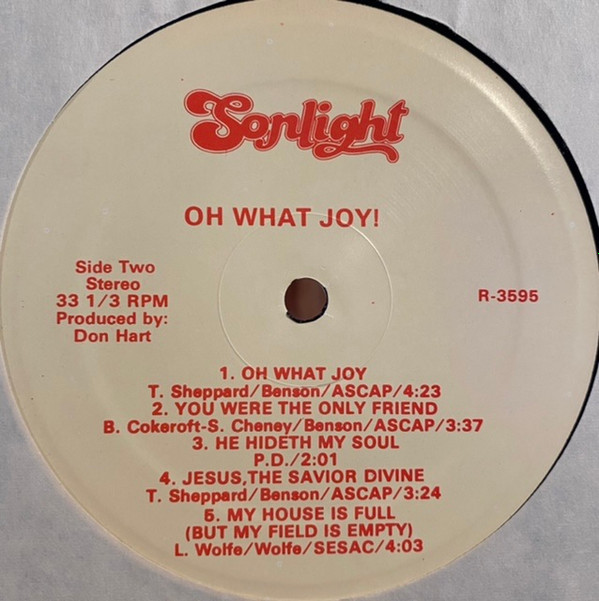 Sonlight
OH WHAT JOY!
Side Two
Stereo
33 1/3 RPM
Produced by:
Don Hart
R-3595
1. OH WHAT JOY
T. Sheppard/Benson/ASCAP/4:23
2. YOU WERE THE ONLY FRIEND
B. Cokeroft-S. Cheney/Benson/ASCAP/3:37
3. HE HIDETH MY SOUL
P.D./2:01
4. JESUS,THE SAVIOR DIVINE
T. Sheppard/Benson/ASCAP/3:24
5. MY HOUSE IS FULL
(BUT MY FIELD IS EMPTY)
L. Wolfe/Wolfe/SESAC/4:03